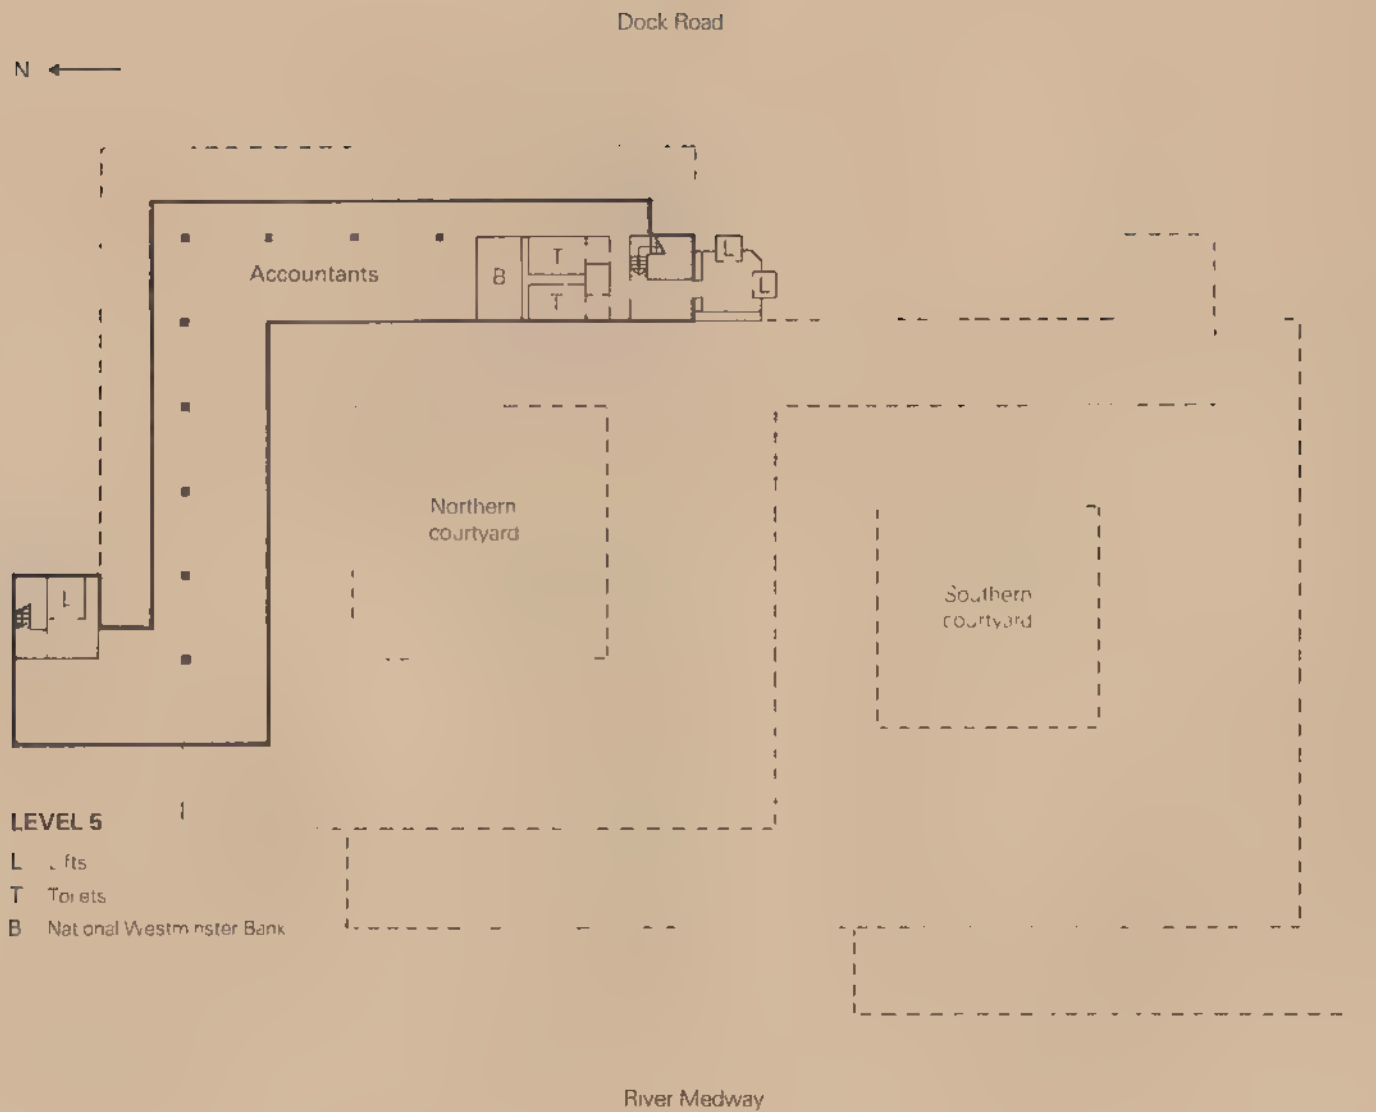 Dock Road
N
L
L
Accountants
B
T
T
Northern
courtyard
Southern
courtyard
L
LEVEL 5
L Lifts
T Toilets
B National Westminster Bank
River Medway